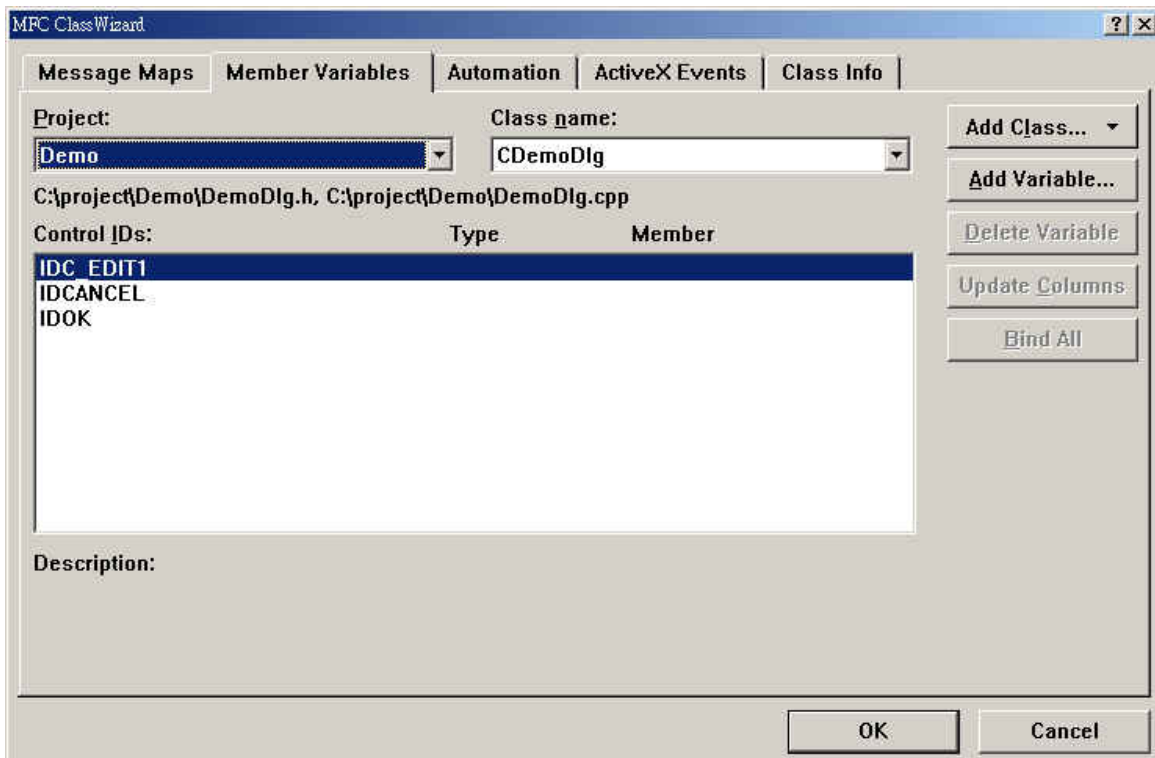 MFC ClassWizard
Message Maps Member Variables Automation ActiveX Events Class Info
Project: Class name: Add Class...
Demo CDemoDlg
Add Variable...
C:\project\Demo\DemoDlg.h, C:\project\Demo\DemoDlg.cpp
Control IDs: Type Member Delete Variable
IDC_EDIT1
IDCANCEL Update Columns
IDOK
Bind All
Description:
OK Cancel